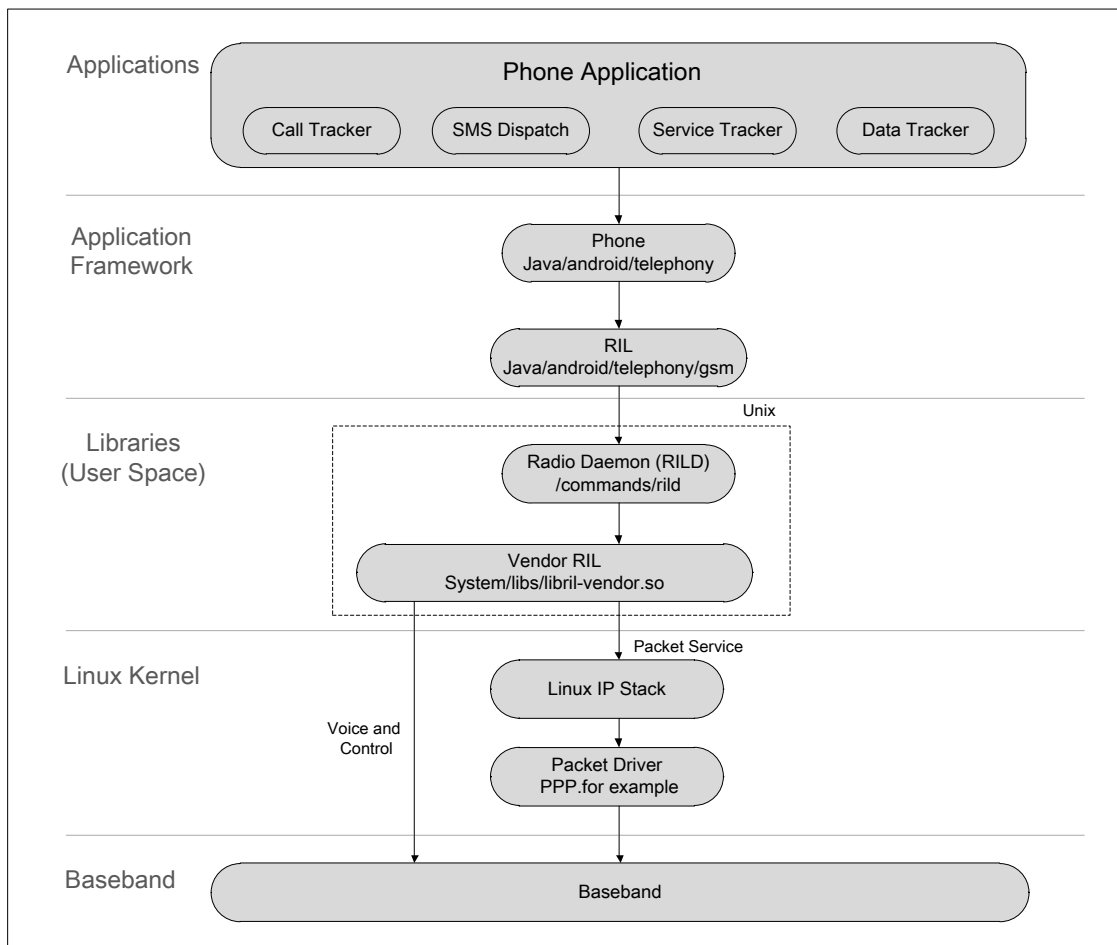 Applications
Phone Application
Call Tracker
SMS Dispatch
Service Tracker
Data Tracker
Application
Framework
Phone
Java/android/telephony
RIL
Java/android/telephony/gsm
Unix
Libraries
(User Space)
Radio Daemon (RILD)
/commands/rild
Vendor RIL
System/libs/libril-vendor.so
Packet Service
Linux Kernel
Linux IP Stack
Voice and
Control
Packet Driver
PPP.for example
Baseband
Baseband